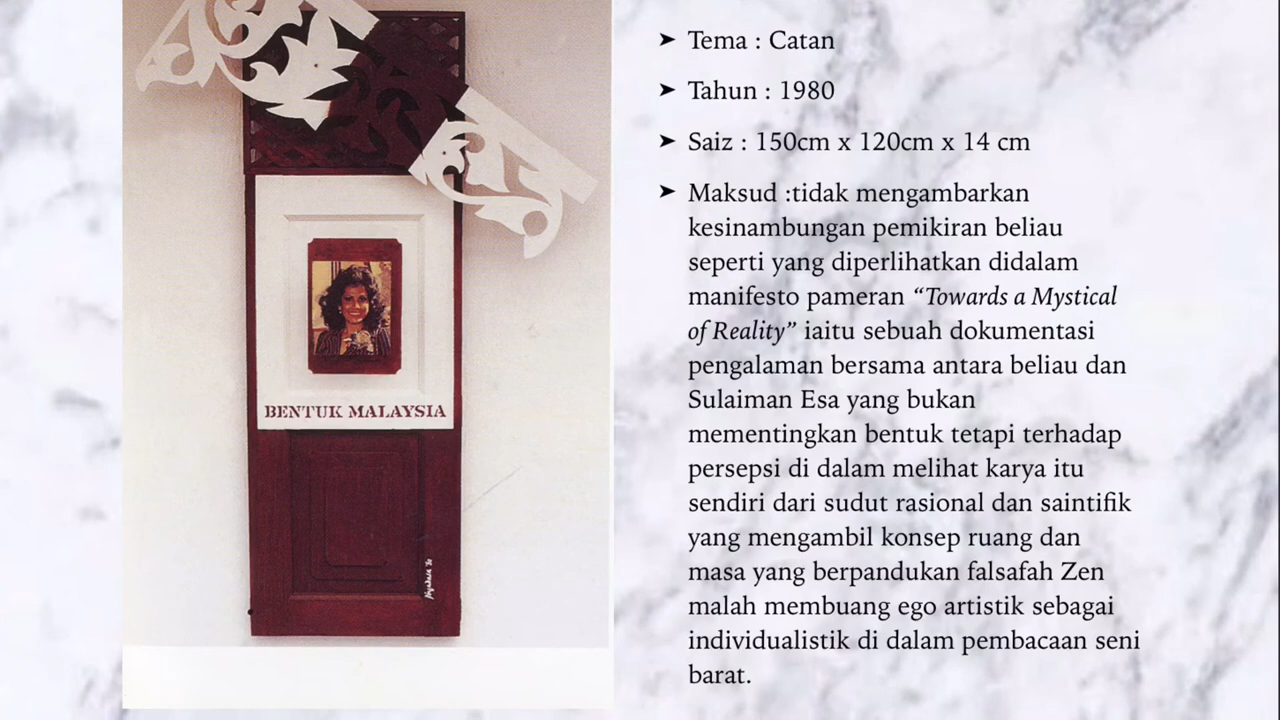 BENTUK MALAYSIA
➤ Tema : Catan
➤ Tahun : 1980
➤ Saiz : 150cm x 120cm x 14 cm
➤ Maksud :tidak mengambarkan
kesinambungan pemikiran beliau
seperti yang diperlihatkan didalam
manifesto pameran “Towards a Mystical
of Reality” iaitu sebuah dokumentasi
pengalaman bersama antara beliau dan
Sulaiman Esa yang bukan
mementingkan bentuk tetapi terhadap
persepsi di dalam melihat karya itu
sendiri dari sudut rasional dan saintifik
yang mengambil konsep ruang dan
masa yang berpandukan falsafah Zen
malah membuang ego artistik sebagai
individualistik di dalam pembacaan seni
barat.